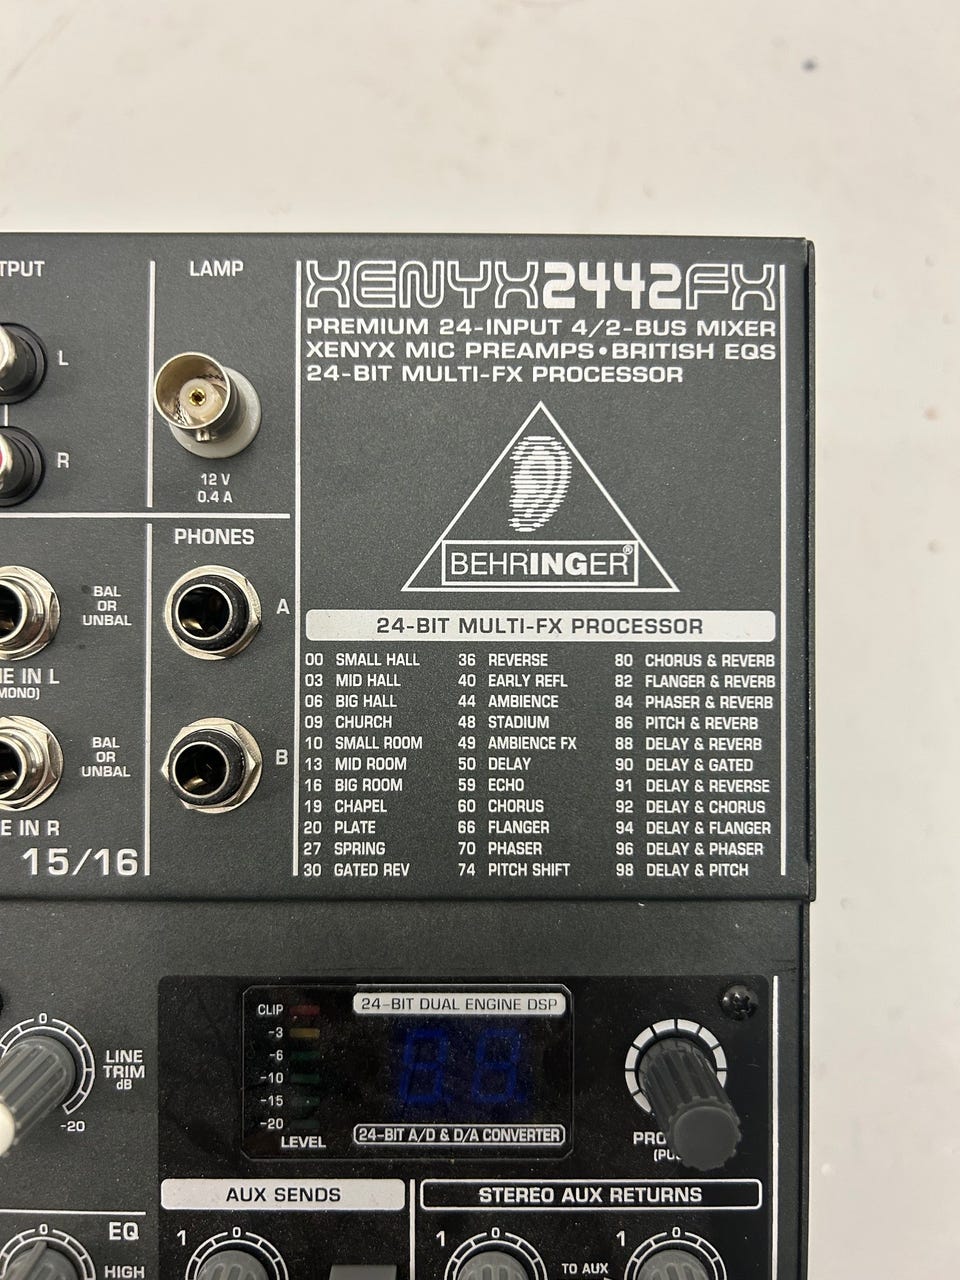 LAMP
XENYX2442FX
PREMIUM 24-INPUT 4/2-BUS MIXER
XENYX MIC PREAMPS•BRITISH EQS
24-BIT MULTI-FX PROCESSOR
L
R
12 V
0.4 A
BEHRINGER®
PHONES
A
B
BAL
OR
UNBAL
IN L
BAL
OR
UNBAL
IN R
15/16
24-BIT MULTI-FX PROCESSOR
00 SMALL HALL
03 MID HALL
06 BIG HALL
09 CHURCH
10 SMALL ROOM
13 MID ROOM
16 BIG ROOM
19 CHAPEL
20 PLATE
27 SPRING
30 GATED REV
36 REVERSE
40 EARLY REFL
44 AMBIENCE
48 STADIUM
49 AMBIENCE FX
50 DELAY
59 ECHO
60 CHORUS
66 FLANGER
70 PHASER
74 PITCH SHIFT
80 CHORUS & REVERB
82 FLANGER & REVERB
84 PHASER & REVERB
86 PITCH & REVERB
88 DELAY & REVERB
90 DELAY & GATED
91 DELAY & REVERSE
92 DELAY & CHORUS
94 DELAY & FLANGER
96 DELAY & PHASER
98 DELAY & PITCH
0
LINE
TRIM
dB
-20
CLIP
-3
-6
-10
-15
-20
LEVEL
24-BIT DUAL ENGINE DSP
24-BIT A/D & D/A CONVERTER
AUX SENDS
STEREO AUX RETURNS
0
EQ
HIGH
1
0
1
0
TO AUX
1
0